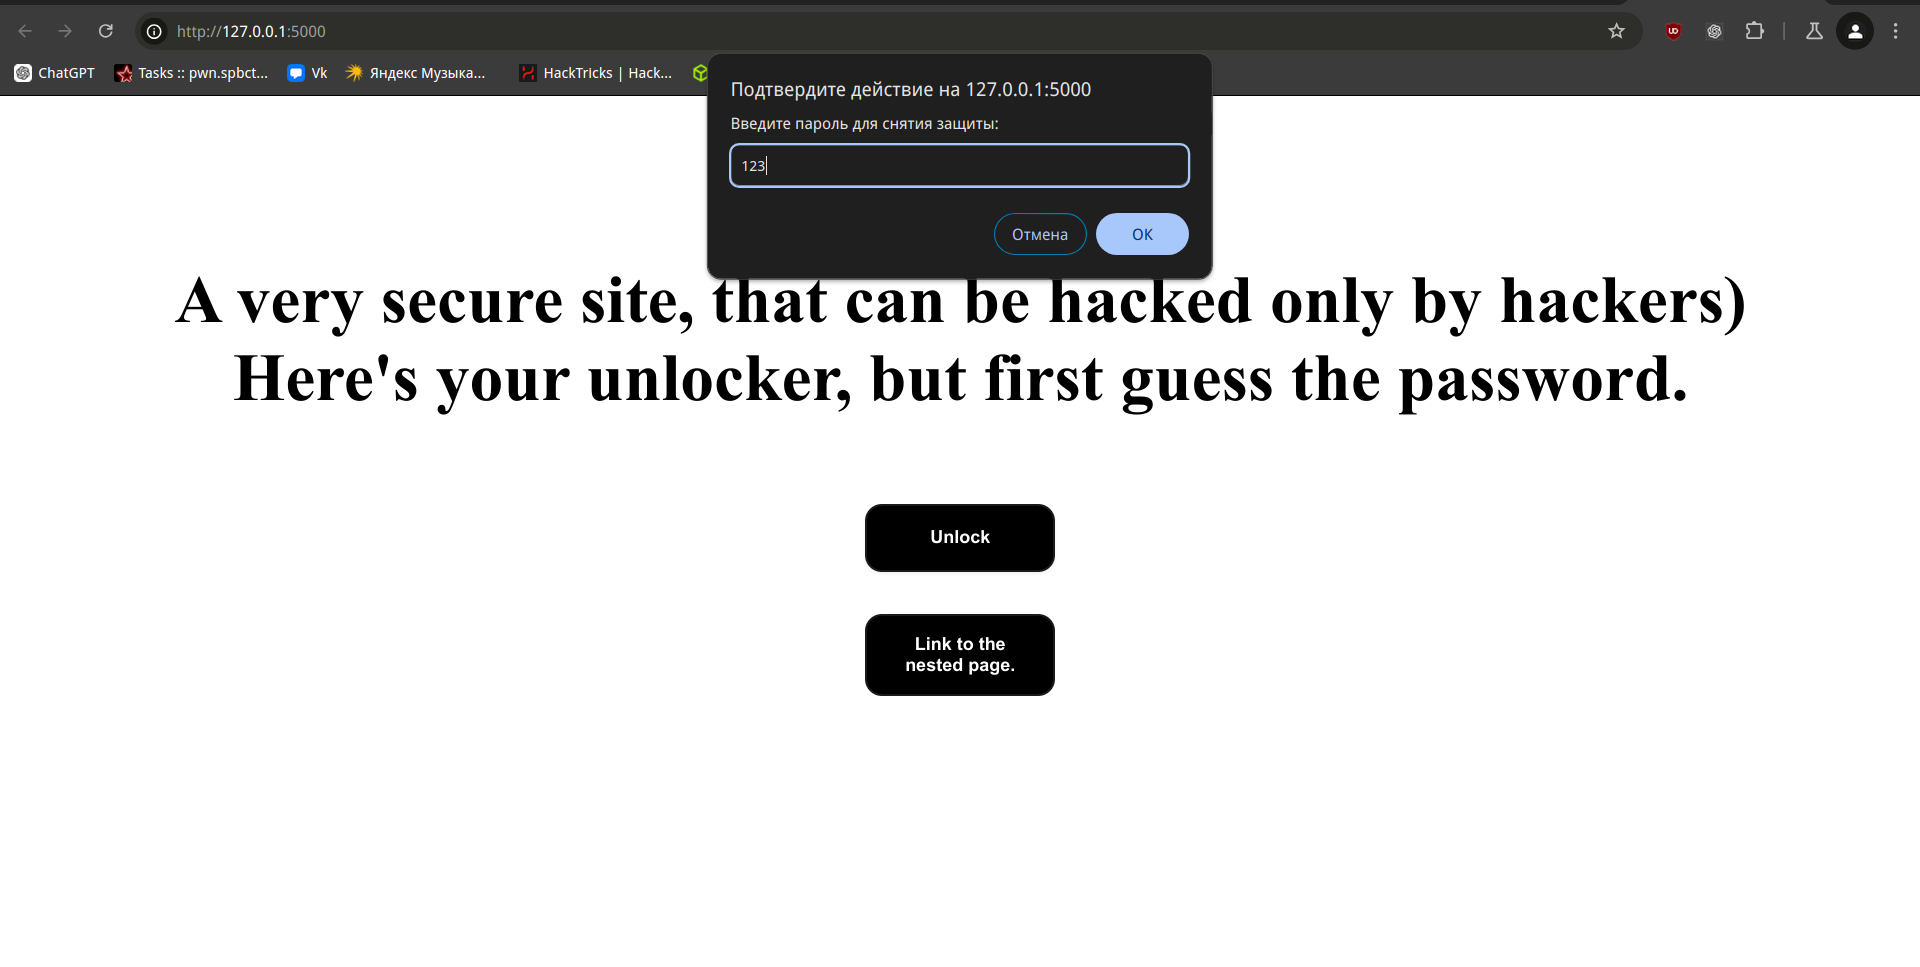 http://127.0.0.1:5000
ChatGPT
Tasks :: pwn.spbct...
Vk
Яндекс Музыка...
HackTricks | Hack...
Подтвердите действие на 127.0.0.1:5000
Введите пароль для снятия защиты:
123
Отмена
ОК
A very secure site, that can be hacked only by hackers)
Here's your unlocker, but first guess the password.
Unlock
Link to the
nested page.